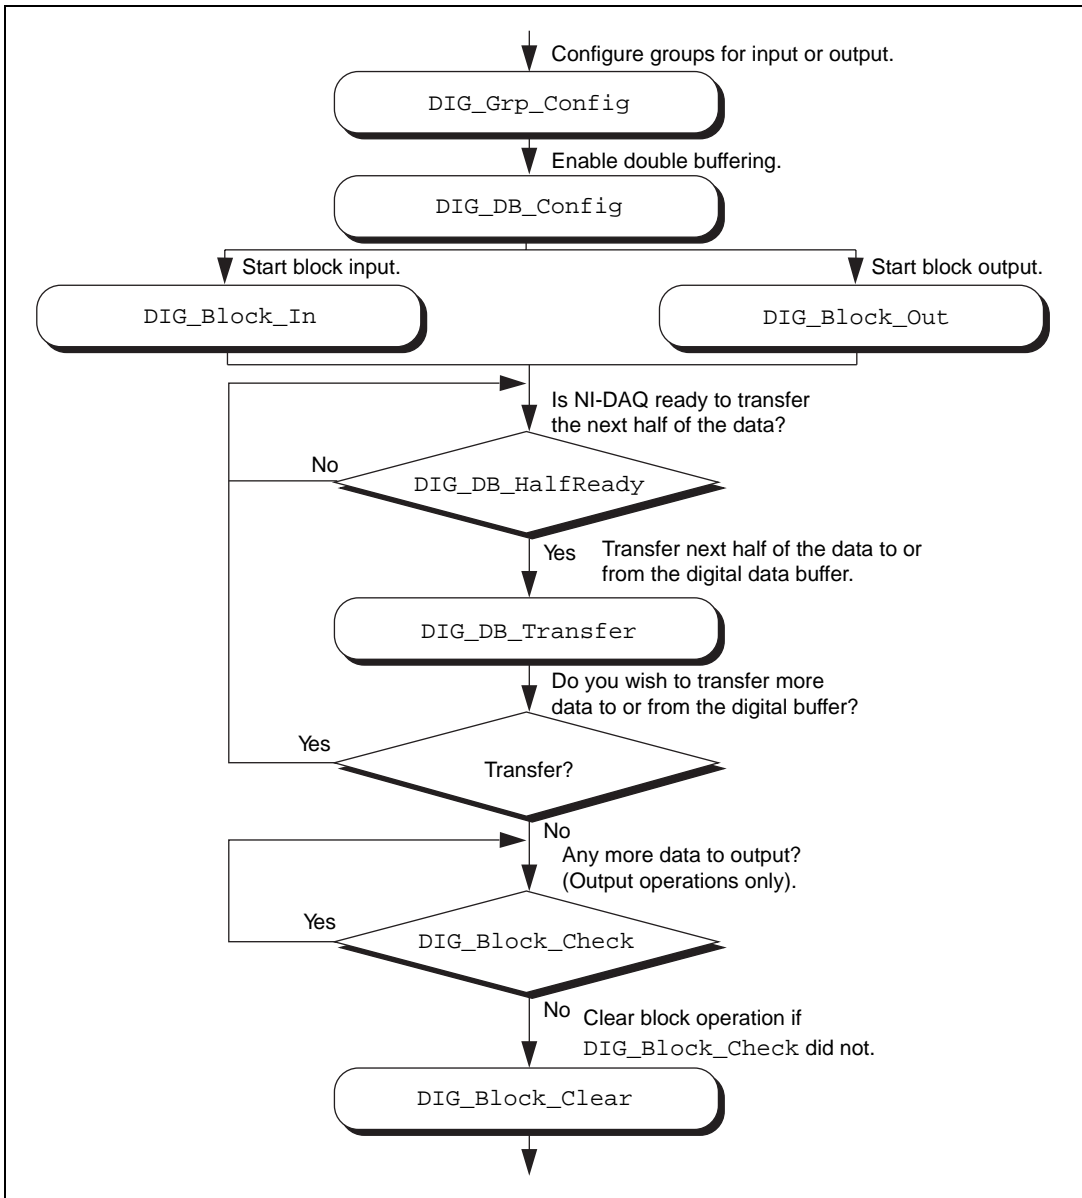 Configure groups for input or output.
DIG_Grp_Config
Enable double buffering.
DIG_DB_Config
Start block input.
Start block output.
DIG_Block_In
DIG_Block_Out
Is NI-DAQ ready to transfer
the next half of the data?
No
DIG_DB_HalfReady
Yes
Transfer next half of the data to or
from the digital data buffer.
DIG_DB_Transfer
Do you wish to transfer more
data to or from the digital buffer?
Yes
Transfer?
No
Any more data to output?
(Output operations only).
Yes
DIG_Block_Check
No
Clear block operation if
DIG_Block_Check did not.
DIG_Block_Clear